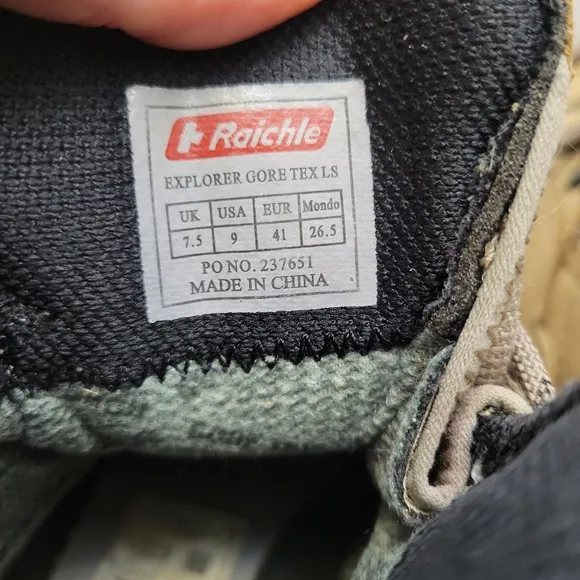 Raichle
EXPLORER GORE TEX LS
UK USA EUR Mondo
7.5 9 41 26.5
PO NO. 237651
MADE IN CHINA